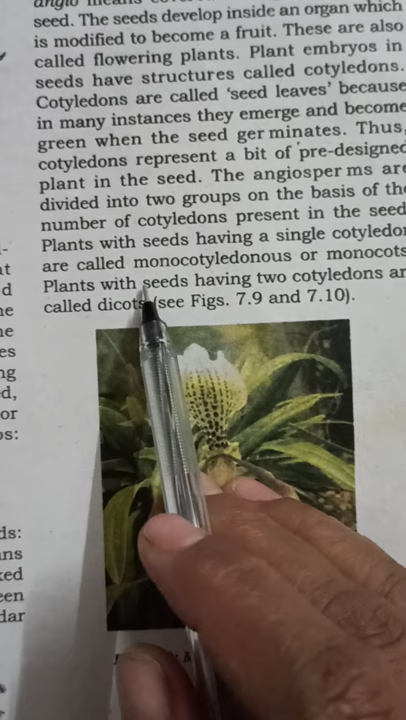 angio means
seed. The seeds develop inside an organ which
is modified to become a fruit. These are also
called flowering plants. Plant embryos in
seeds have structures called cotyledons.
Cotyledons are called ‘seed leaves’ because
in many instances they emerge and become
green when the seed ger minates. Thus,
cotyledons represent a bit of pre-designed
plant in the seed. The angiosper ms are
divided into two groups on the basis of the
number of cotyledons present in the seed
Plants with seeds having a single cotyledon
are called monocotyledonous or monocots
Plants with seeds having two cotyledons ar
called dicots (see Figs. 7.9 and 7.10).